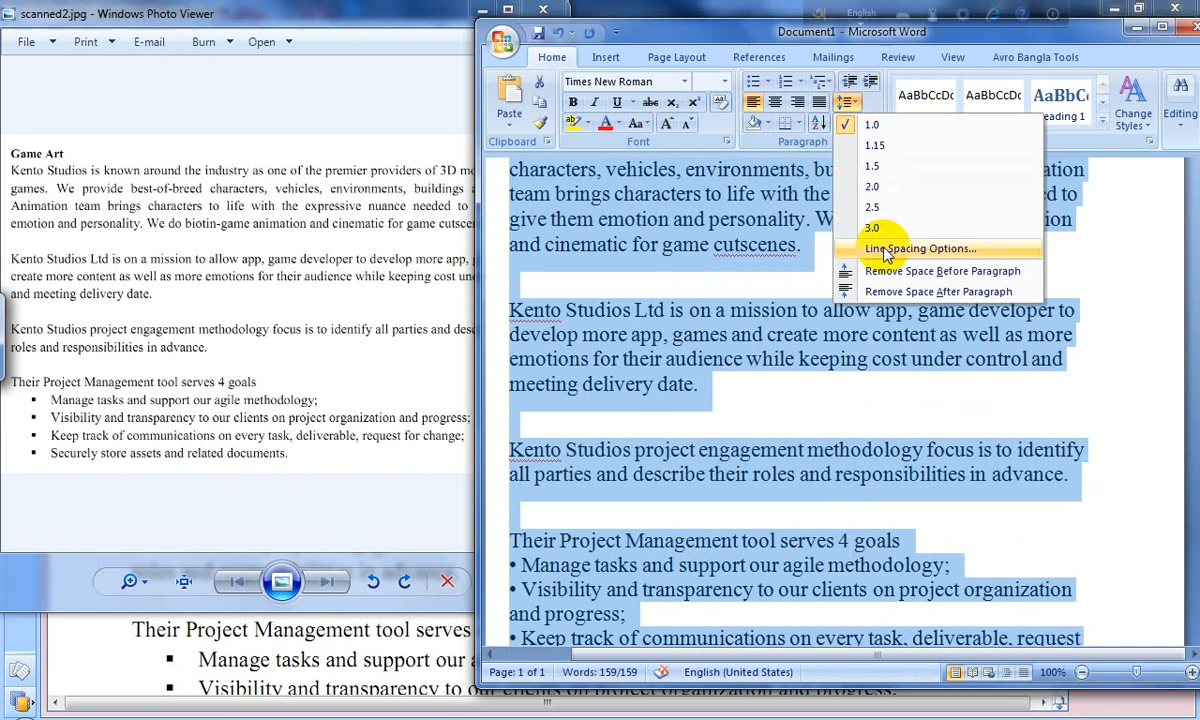 scanned2.jpg - Windows Photo Viewer
File Print E-mail Burn Open
Game Art
Kento Studios is known around the industry as one of the premier providers of 3D
games. We provide best-of-breed characters, vehicles, environments, buildings
Animation team brings characters to life with the expressive nuance needed to
emotion and personality. We do biotin-game animation and cinematic for game
Kento Studios Ltd is on a mission to allow app, game developer to develop more app,
create more content as well as more emotions for their audience while keeping cost
and meeting delivery date.
Kento Studios project engagement methodology focus is to identify all parties and
roles and responsibilities in advance.
Their Project Management tool serves 4 goals
▪ Manage tasks and support our agile methodology;
▪ Visibility and transparency to our clients on project organization and progress;
▪ Keep track of communications on every task, deliverable, request for change;
▪ Securely store assets and related documents.
Their Project Management tool serves
▪ Manage tasks and support our
▪ Visibility and transparency to our clients on project organization and progress;
English
Document1 - Microsoft Word
Home Insert Page Layout References Mailings Review View Avro Bangla Tools
Times New Roman
B I U abc x₂ x²
ab A Aa A A
Paste
Clipboard Font Paragraph
AaBbCcDc AaBbCcDc AaBbC
Heading 1
Change Styles
Editing
1.0
1.15
1.5
2.0
2.5
3.0
Line Spacing Options...
Remove Space Before Paragraph
Remove Space After Paragraph
characters, vehicles, environments,
team brings characters to life with the
give them emotion and personality.
and cinematic for game cutscenes.
Kento Studios Ltd is on a mission to allow app, game developer to
develop more app, games and create more content as well as more
emotions for their audience while keeping cost under control and
meeting delivery date.
Kento Studios project engagement methodology focus is to identify
all parties and describe their roles and responsibilities in advance.
Their Project Management tool serves 4 goals
• Manage tasks and support our agile methodology;
• Visibility and transparency to our clients on project organization
and progress;
• Keep track of communications on every task, deliverable, request
Page: 1 of 1 Words: 159/159 English (United States) 100%